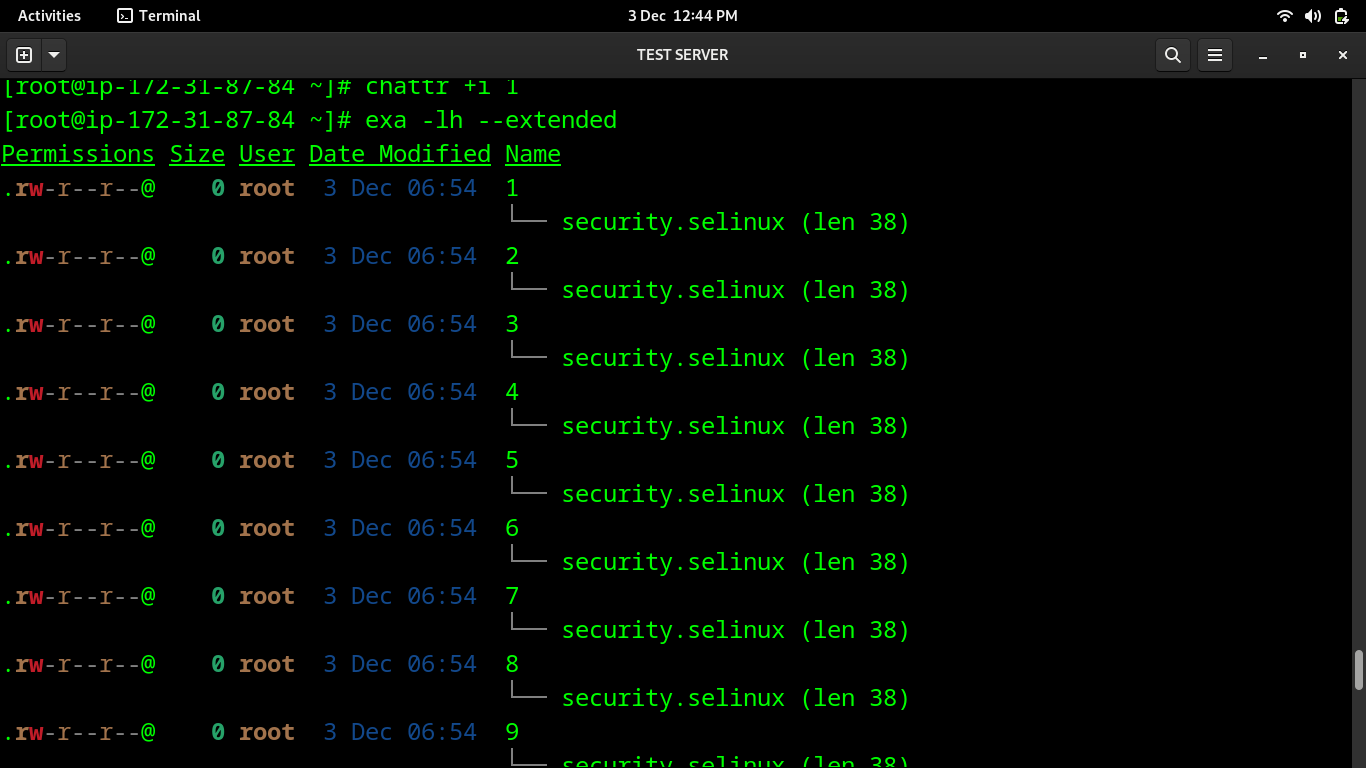 Activities Terminal 3 Dec 12:44 PM
TEST SERVER
[root@ip-172-31-87-84 ~]# chattr +i 1
[root@ip-172-31-87-84 ~]# exa -lh --extended
Permissions Size User Date Modified Name
.rw-r--r--@ 0 root 3 Dec 06:54 1
└── security.selinux (len 38)
.rw-r--r--@ 0 root 3 Dec 06:54 2
└── security.selinux (len 38)
.rw-r--r--@ 0 root 3 Dec 06:54 3
└── security.selinux (len 38)
.rw-r--r--@ 0 root 3 Dec 06:54 4
└── security.selinux (len 38)
.rw-r--r--@ 0 root 3 Dec 06:54 5
└── security.selinux (len 38)
.rw-r--r--@ 0 root 3 Dec 06:54 6
└── security.selinux (len 38)
.rw-r--r--@ 0 root 3 Dec 06:54 7
└── security.selinux (len 38)
.rw-r--r--@ 0 root 3 Dec 06:54 8
└── security.selinux (len 38)
.rw-r--r--@ 0 root 3 Dec 06:54 9
└── security.selinux (len 38)